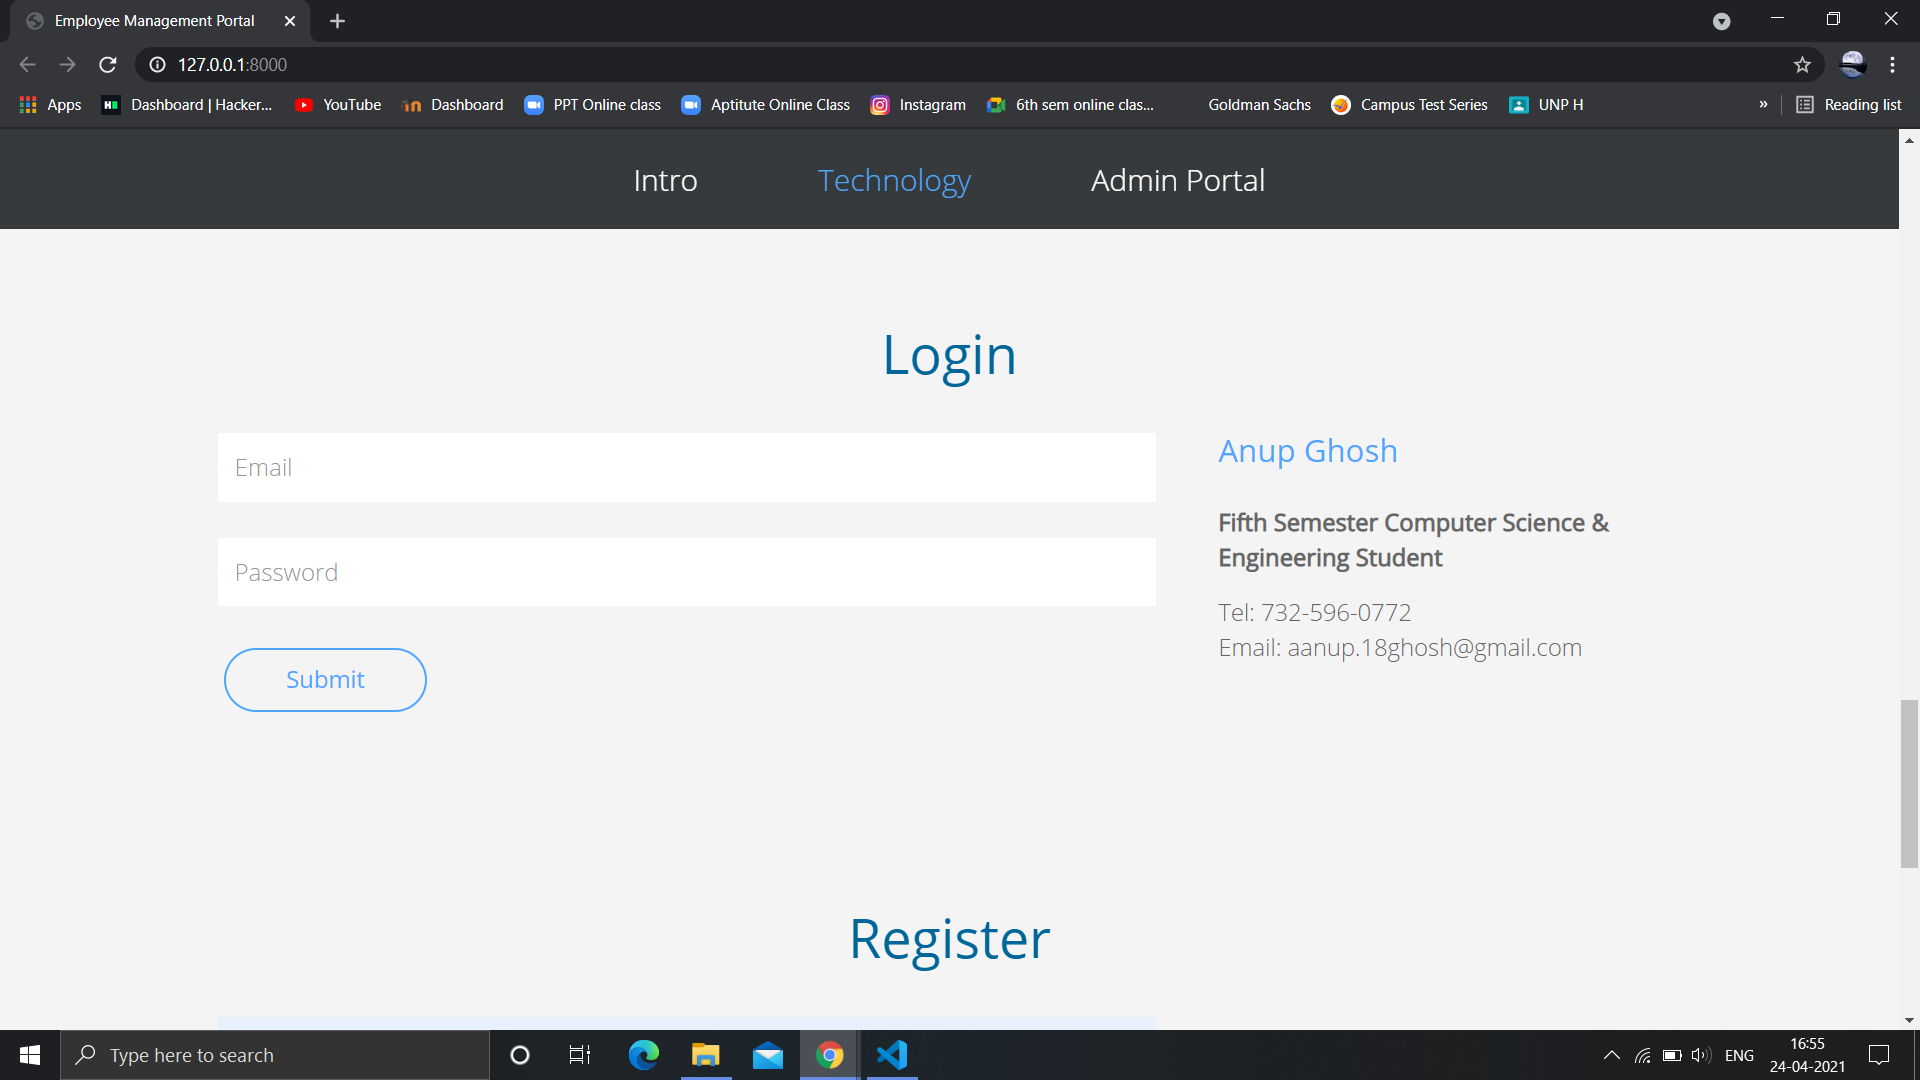 Employee Management Portal
127.0.0.1:8000
Apps
Dashboard | Hacker...
YouTube
Dashboard
PPT Online class
Aptitute Online Class
Instagram
6th sem online clas...
Goldman Sachs
Campus Test Series
UNP H
»
Reading list
Intro
Technology
Admin Portal
Login
Email
Password
Submit
Anup Ghosh
Fifth Semester Computer Science &
Engineering Student
Tel: 732-596-0772
Email: aanup.18ghosh@gmail.com
Register
Type here to search
ENG
16:55
24-04-2021